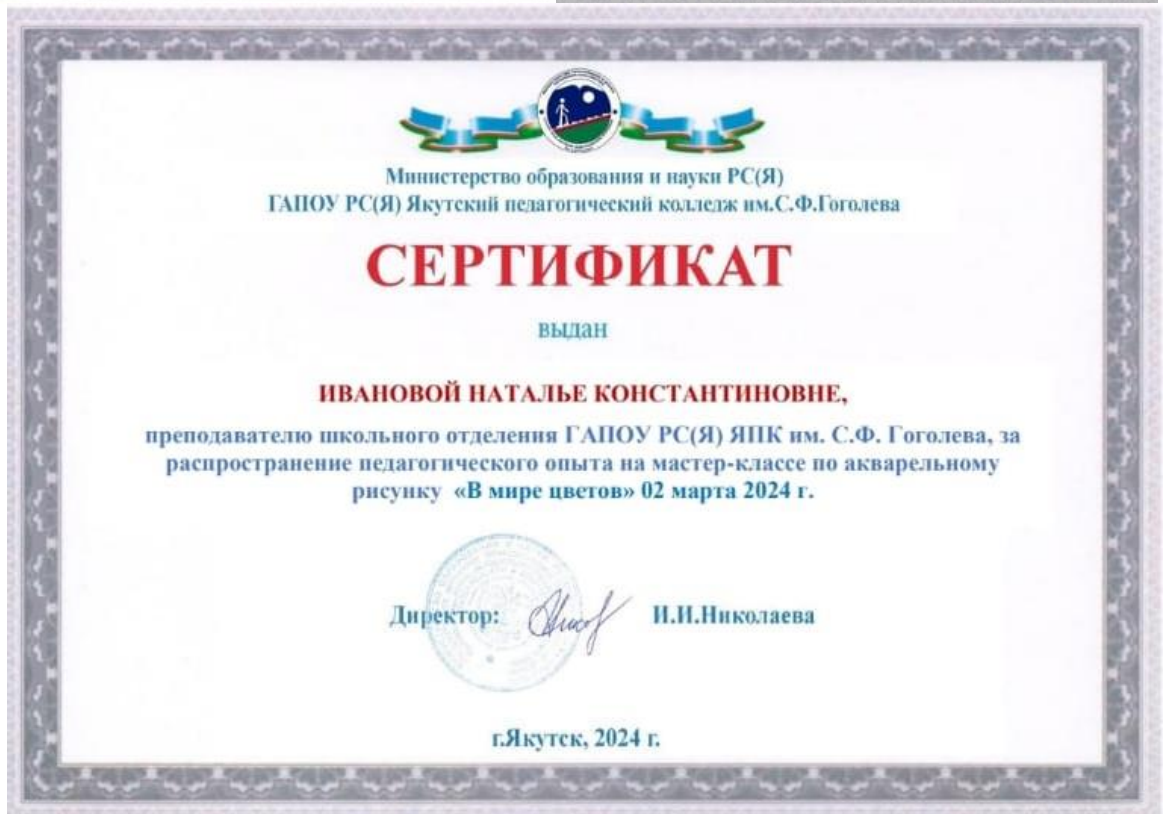 Министерство образования и науки РС(Я)
ГАПОУ РС(Я) Якутский педагогический колледж им.С.Ф.Гоголева
СЕРТИФИКАТ
выдан
ИВАНОВОЙ НАТАЛЬЕ КОНСТАНТИНОВНЕ,
преподавателю школьного отделения ГАПОУ РС(Я) ЯПК им. С.Ф. Гоголева, за
распространение педагогического опыта на мастер-классе по акварельному
рисунку «В мире цветов» 02 марта 2024 г.
Директор: И.И.Николаева
г.Якутск, 2024 г.